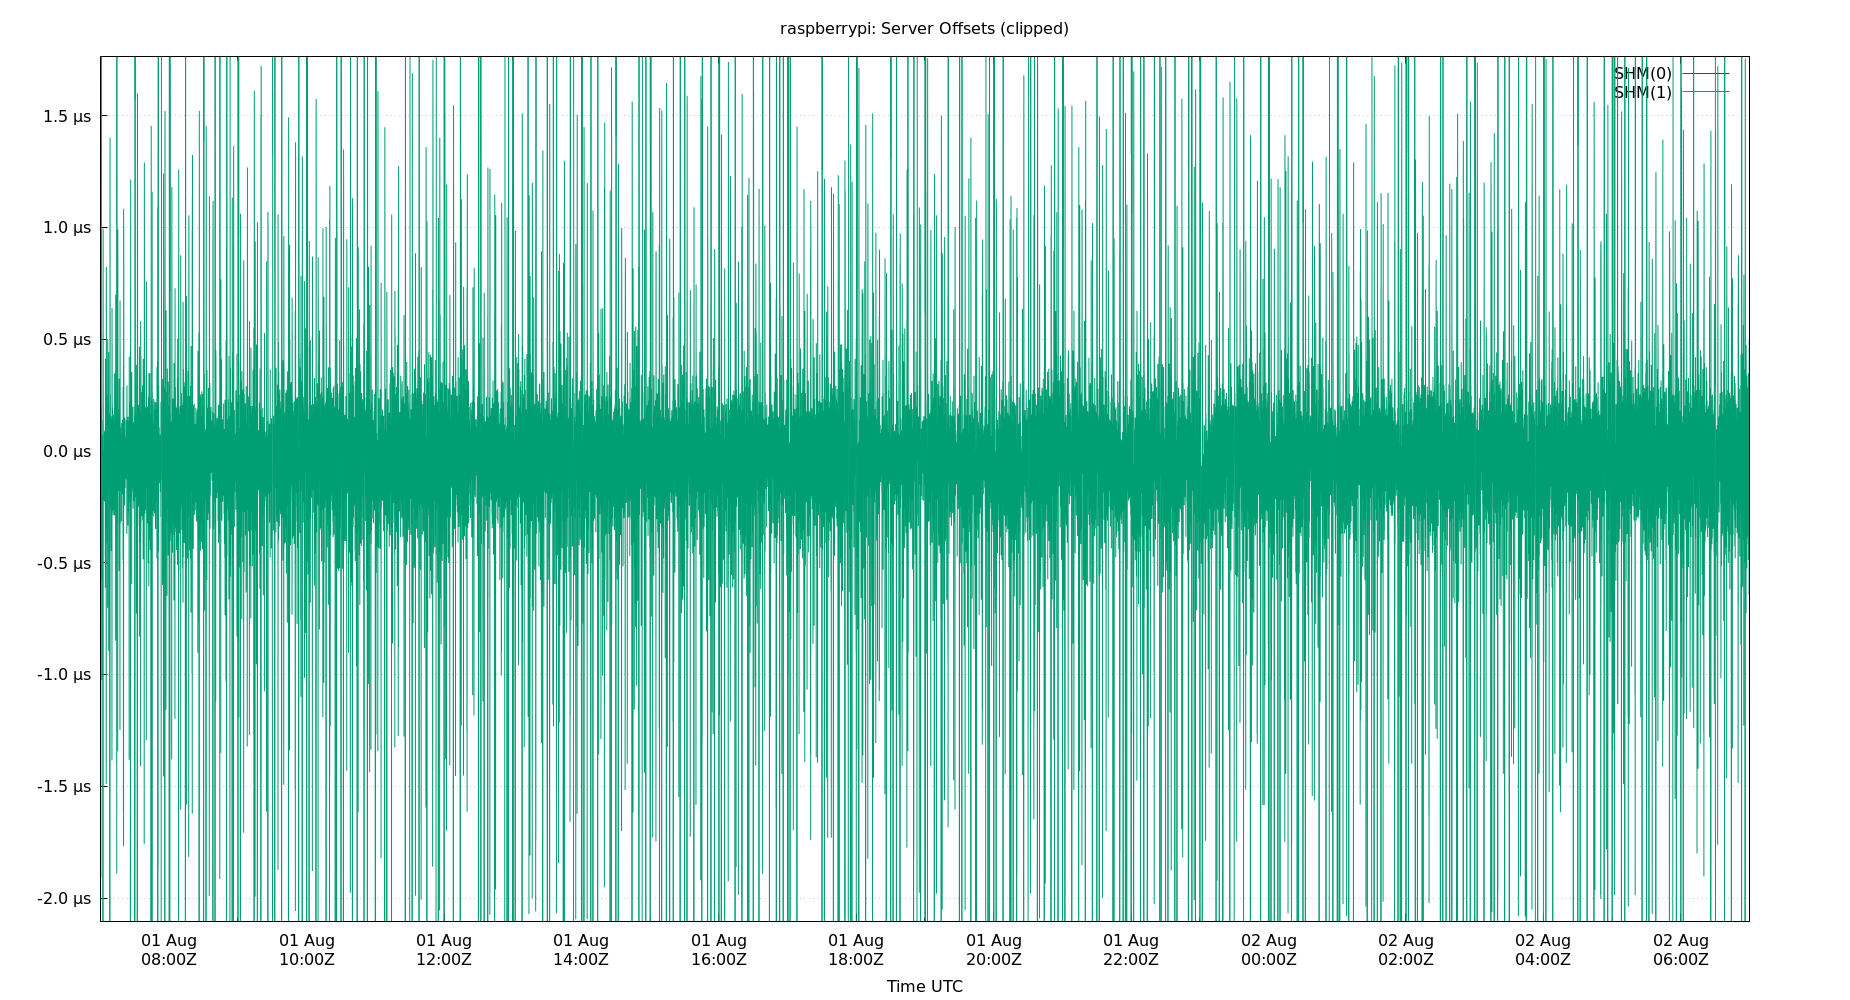 raspberrypi: Server Offsets (clipped)
SHM(0)
SHM(1)
1.5 µs
1.0 µs
0.5 µs
0.0 µs
-0.5 µs
-1.0 µs
-1.5 µs
-2.0 µs
01 Aug 01 Aug 01 Aug 01 Aug 01 Aug 01 Aug 01 Aug 01 Aug 02 Aug 02 Aug 02 Aug 02 Aug
08:00Z 10:00Z 12:00Z 14:00Z 16:00Z 18:00Z 20:00Z 22:00Z 00:00Z 02:00Z 04:00Z 06:00Z
Time UTC